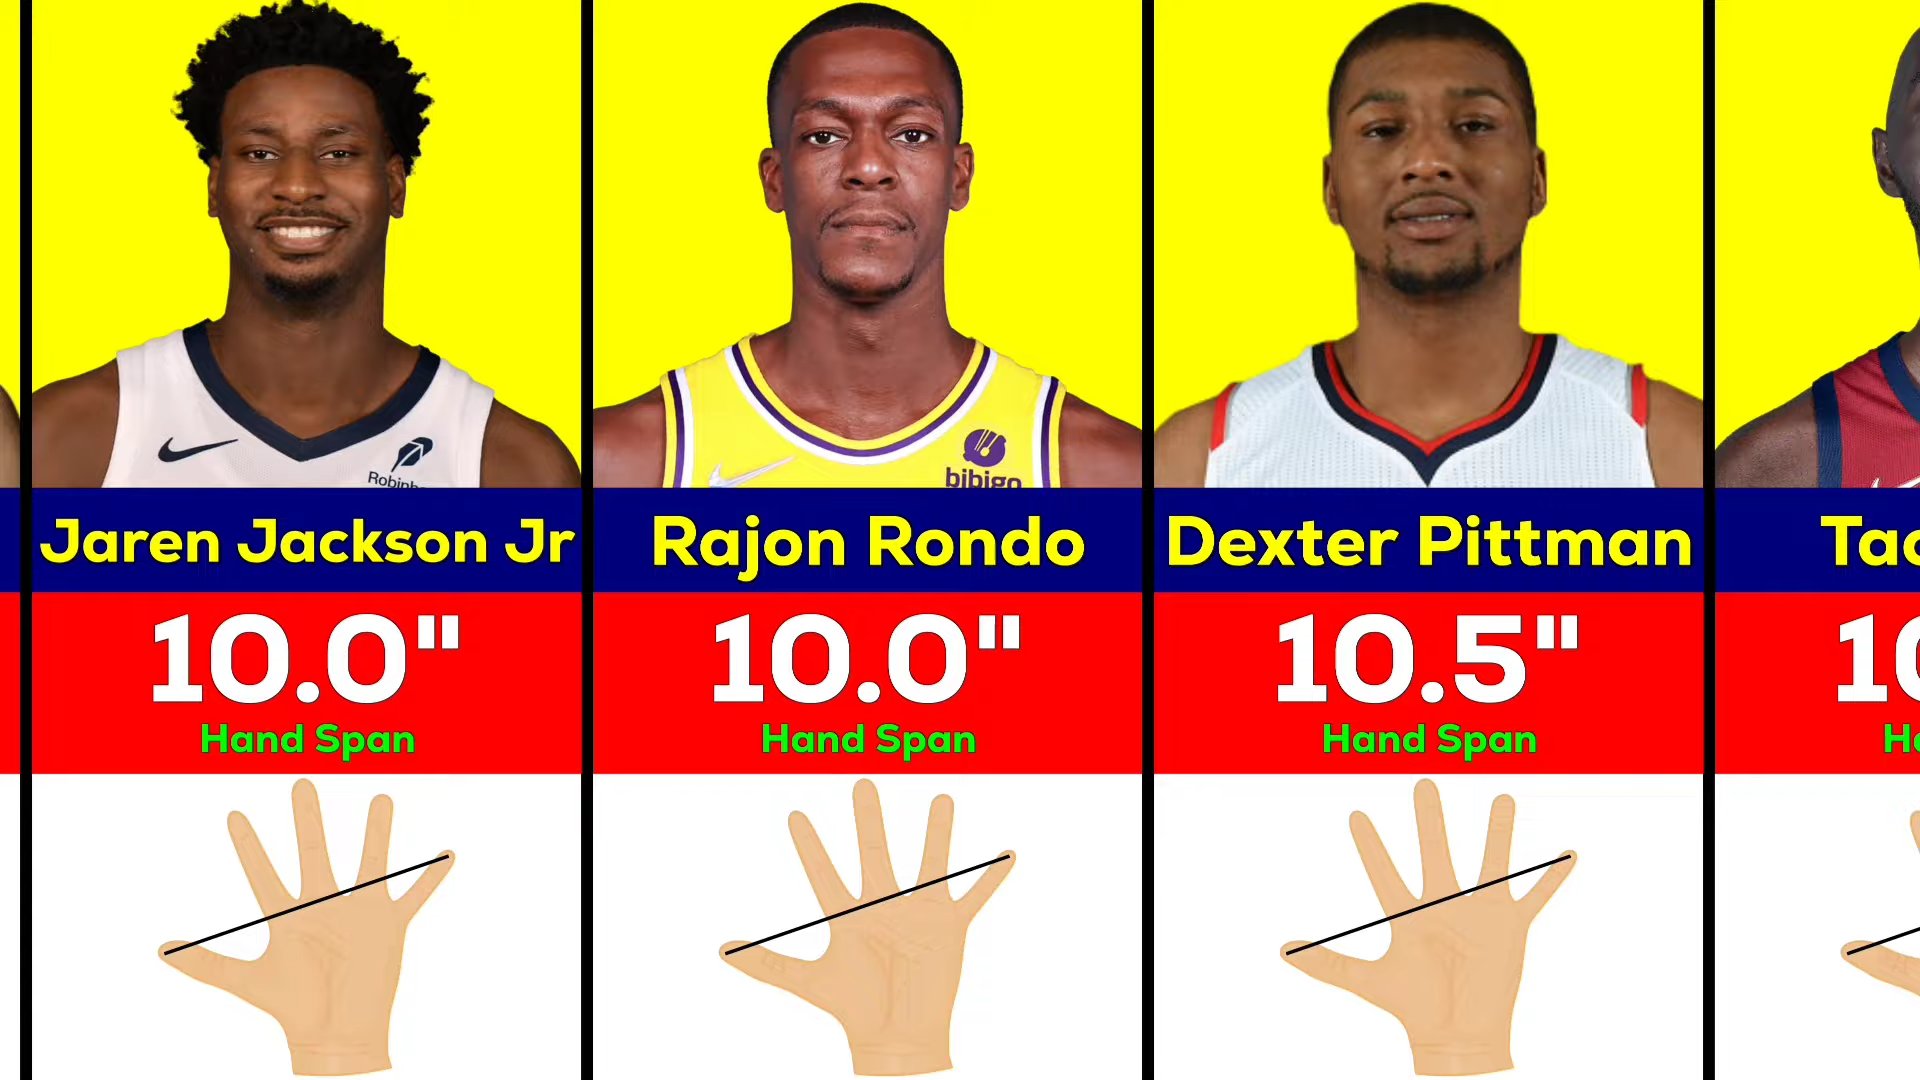 Jaren Jackson Jr
10.0"
Hand Span
Rajon Rondo
bibigo
10.0"
Hand Span
Dexter Pittman
10.5"
Hand Span